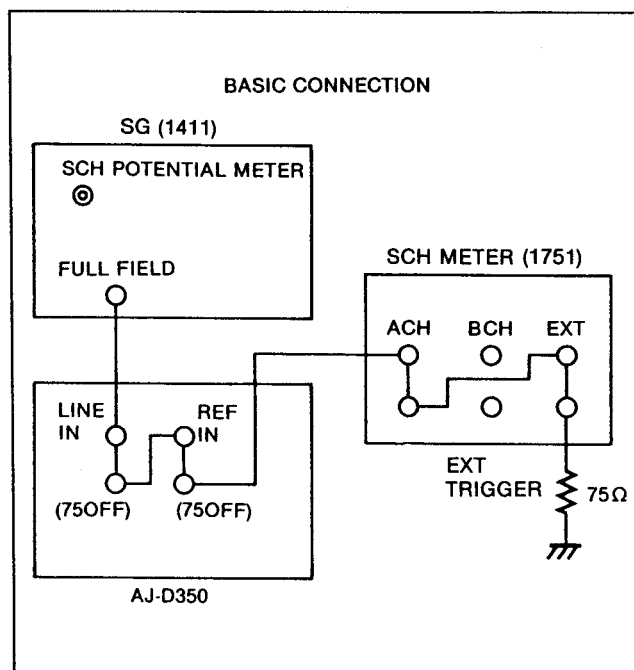 BASIC CONNECTION
SG (1411)
SCH POTENTIAL METER
FULL FIELD
SCH METER (1751)
ACH
BCH
EXT
LINE
IN
REF
IN
(75OFF)
(75OFF)
EXT
TRIGGER
75Ω
AJ-D350